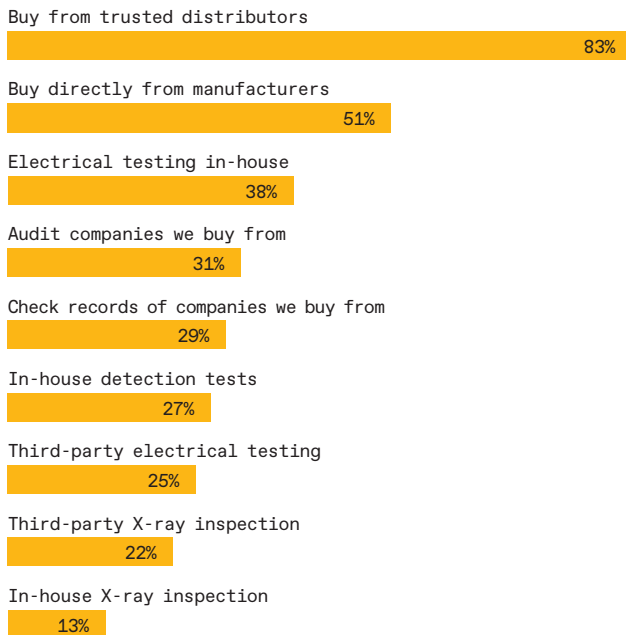 Buy from trusted distributors
83%
Buy directly from manufacturers
51%
Electrical testing in-house
38%
Audit companies we buy from
31%
Check records of companies we buy from
29%
In-house detection tests
27%
Third-party electrical testing
25%
Third-party X-ray inspection
22%
In-house X-ray inspection
13%